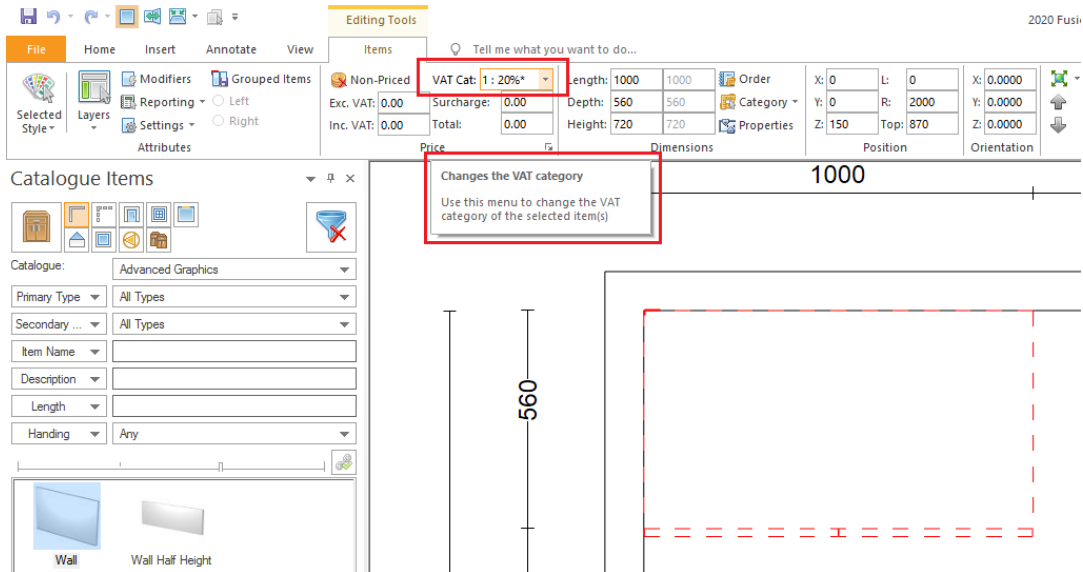 Editing Tools
2020 Fusi
File Home Insert Annotate View Items Tell me what you want to do...
Modifiers Grouped Items Non-Priced VAT Cat: 1 : 20%* Length: 1000 1000 Order X: 0 L: 0 X: 0.0000
Reporting Left Exc. VAT: 0.00 Surcharge: 0.00 Depth: 560 560 Category Y: 0 R: 2000 Y: 0.0000
Selected Style Layers Settings Right Inc. VAT: 0.00 Total: 0.00 Height: 720 720 Properties Z: 150 Top: 870 Z: 0.0000
Attributes Price Dimensions Position Orientation
Catalogue Items
Changes the VAT category
Use this menu to change the VAT
category of the selected item(s)
1000
Catalogue: Advanced Graphics
Primary Type All Types
Secondary ... All Types
Item Name
Description
Length
Handing Any
560
Wall Wall Half Height